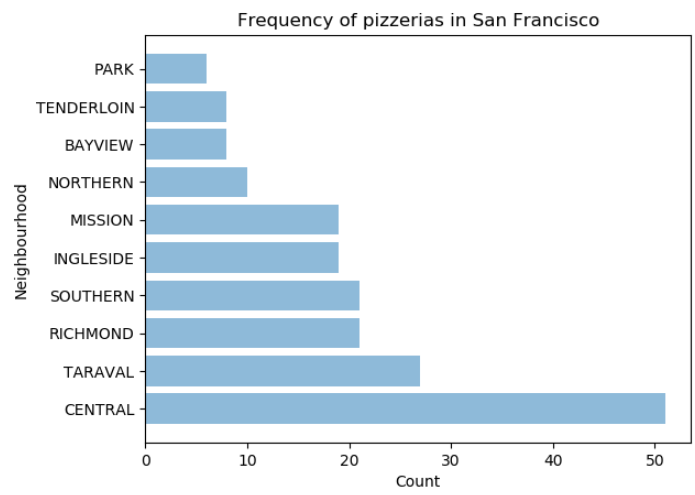 Frequency of pizzerias in San Francisco
Neighbourhood
PARK
TENDERLOIN
BAYVIEW
NORTHERN
MISSION
INGLESIDE
SOUTHERN
RICHMOND
TARAVAL
CENTRAL
0 10 20 30 40 50
Count